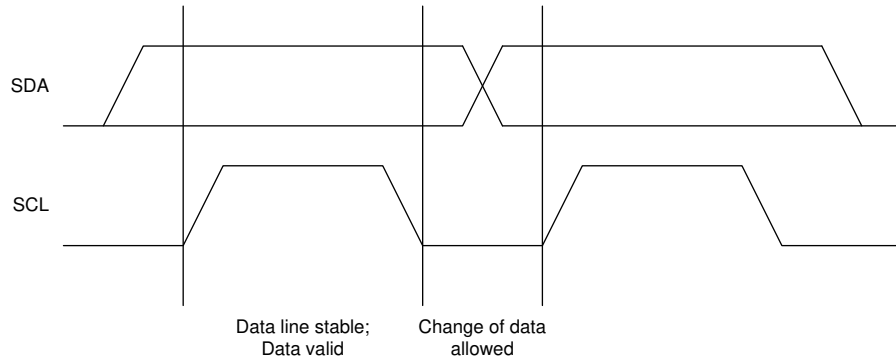 SDA
SCL
Data line stable;
Data valid
Change of data
allowed